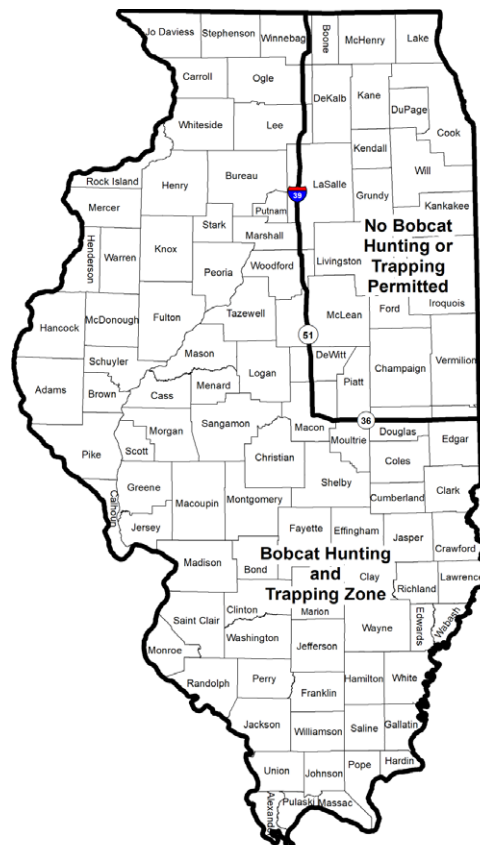 Jo Daviess
Stephenson
Winnebag
Boone
McHenry
Lake
Carroll
Ogle
DeKalb
Kane
DuPage
Cook
Whiteside
Lee
Kendall
Will
Rock Island
Henry
Bureau
39
LaSalle
Grundy
Kankakee
Mercer
Putnam
Henderson
Warren
Knox
Stark
Marshall
No Bobcat
Hunting or
Trapping
Permitted
Peoria
Woodford
Livingston
Iroquois
Hancock
McDonough
Fulton
Tazewell
McLean
Ford
51
Schuyler
Mason
Logan
DeWitt
Champaign
Vermilion
Adams
Brown
Cass
Menard
Piatt
Sangamon
Macon
36
Douglas
Edgar
Pike
Scott
Morgan
Christian
Moultrie
Coles
Shelby
Cumberland
Clark
Calhoun
Greene
Macoupin
Montgomery
Jersey
Fayette
Effingham
Jasper
Crawford
Madison
Bond
Bobcat Hunting
and
Trapping Zone
Clay
Richland
Lawrence
Saint Clair
Clinton
Marion
Wayne
Edwards
Wabash
Washington
Jefferson
Monroe
Randolph
Perry
Hamilton
White
Franklin
Jackson
Williamson
Saline
Gallatin
Union
Johnson
Pope
Hardin
Alexander
Pulaski
Massac